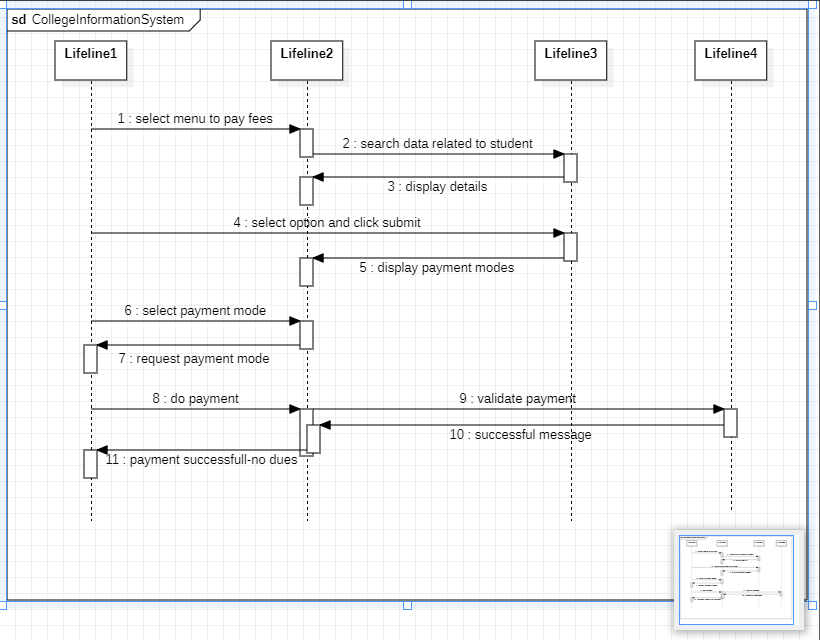 sd CollegeInformationSystem
Lifeline1
Lifeline2
Lifeline3
Lifeline4
1 : select menu to pay fees
2 : search data related to student
3 : display details
4 : select option and click submit
5 : display payment modes
6 : select payment mode
7 : request payment mode
8 : do payment
9 : validate payment
10 : successful message
11 : payment successfull-no dues